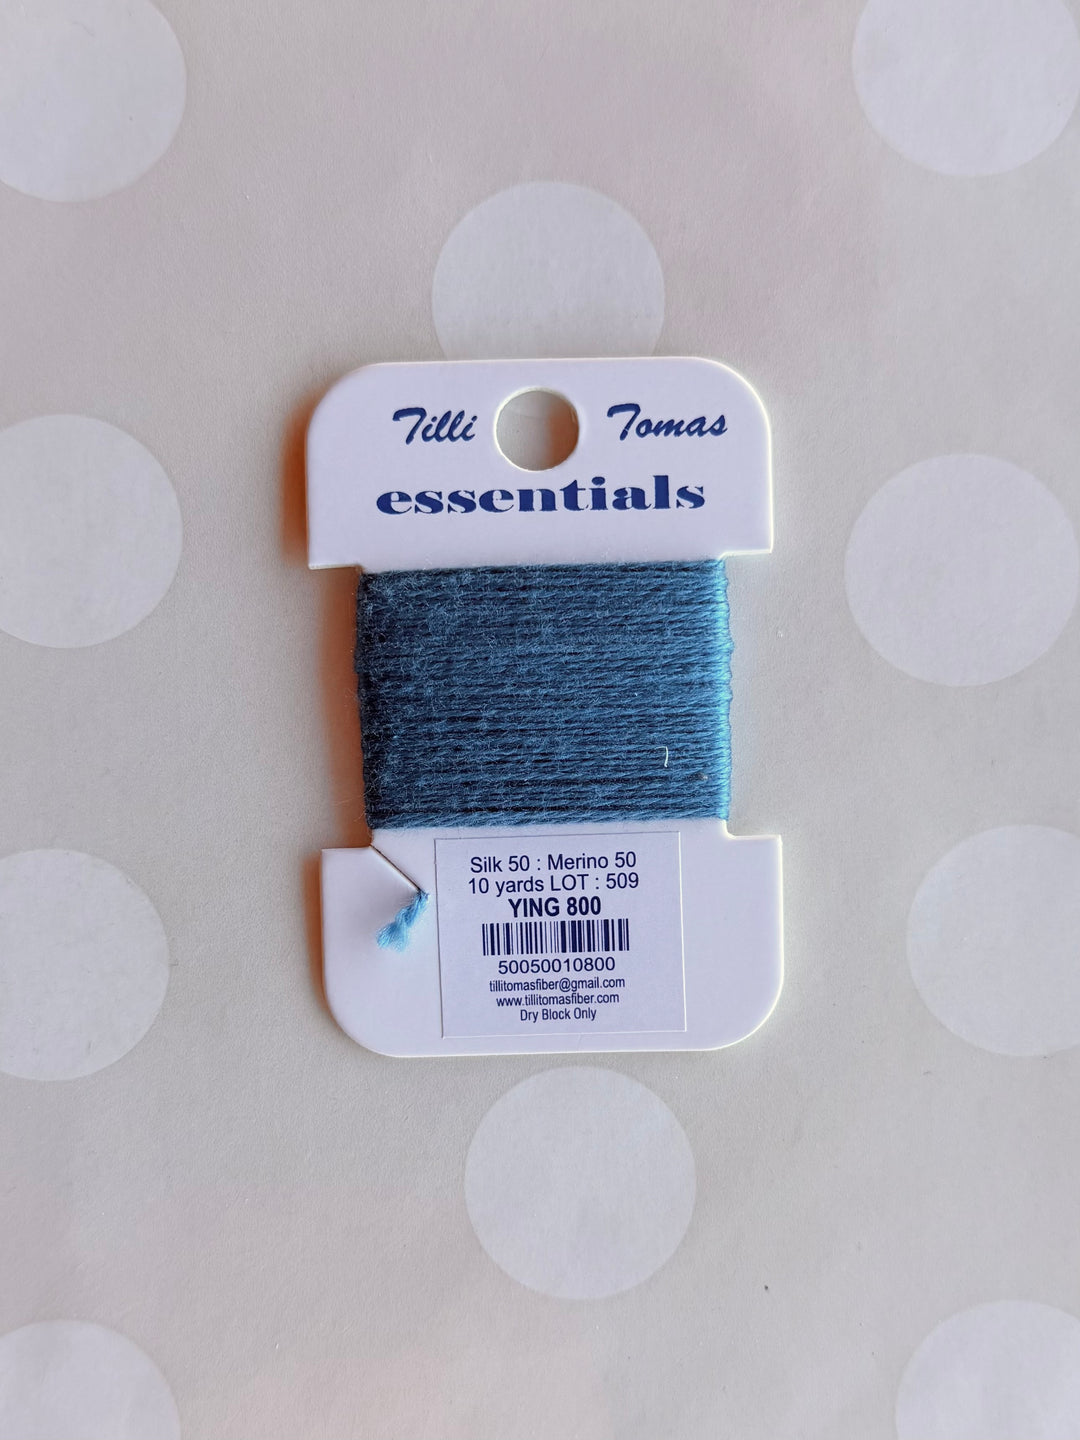 Tilli Tomas
essentials
Silk 50 : Merino 50
10 yards LOT : 509
YING 800
50050010800
tillitomasfiber@gmail.com
www.tillitomasfiber.com
Dry Block Only